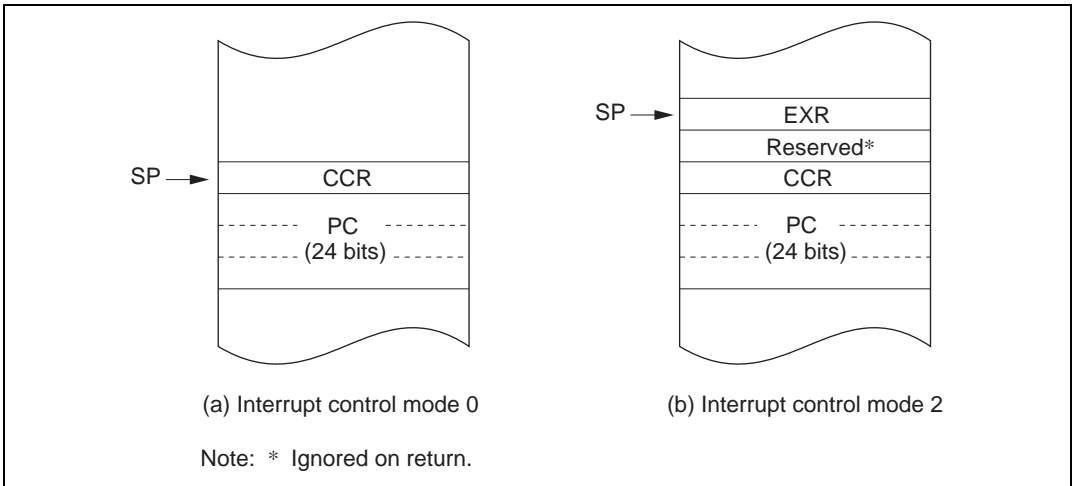 SP
CCR
PC
(24 bits)
(a) Interrupt control mode 0
SP
EXR
Reserved*
CCR
PC
(24 bits)
(b) Interrupt control mode 2
Note: * Ignored on return.